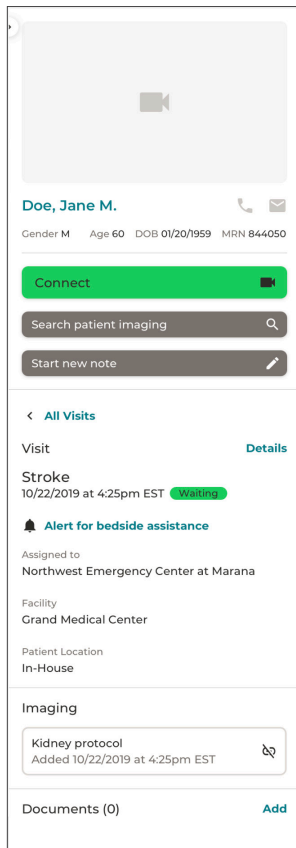 Doe, Jane M.
Gender M Age 60 DOB 01/20/1959 MRN 844050
Connect
Search patient imaging
Start new note
All Visits
Visit Details
Stroke
10/22/2019 at 4:25pm EST Waiting
Alert for bedside assistance
Assigned to
Northwest Emergency Center at Marana
Facility
Grand Medical Center
Patient Location
In-House
Imaging
Kidney protocol
Added 10/22/2019 at 4:25pm EST
Documents (0) Add